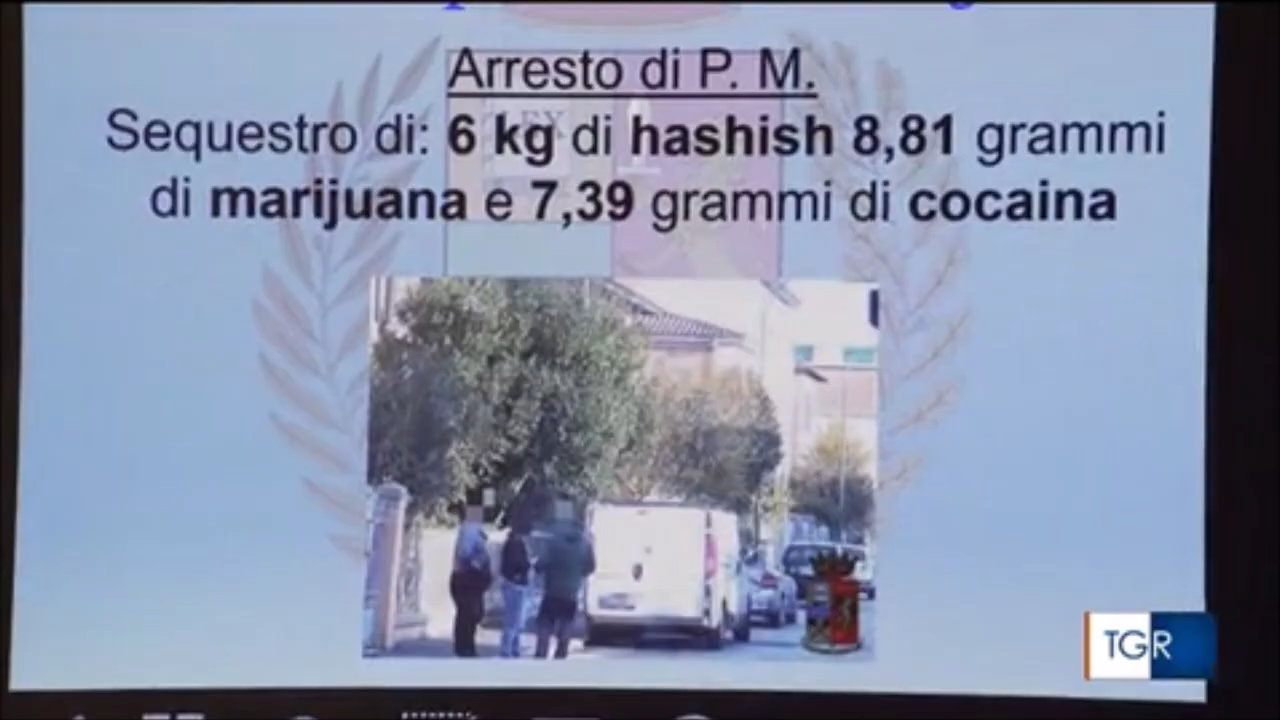 Arresto di P. M.
Sequestro di: 6 kg di hashish 8,81 grammi
di marijuana e 7,39 grammi di cocaina
TGR